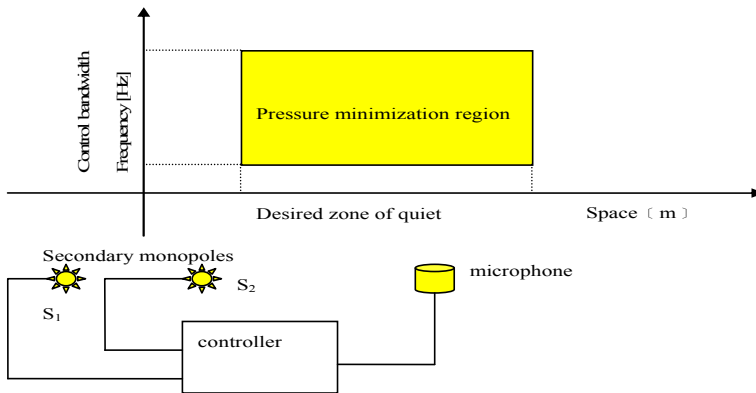 Control bandwidth
Frequency [Hz]
Pressure minimization region
Desired zone of quiet
Space〔m〕
Secondary monopoles
microphone
S₂
S₁
controller